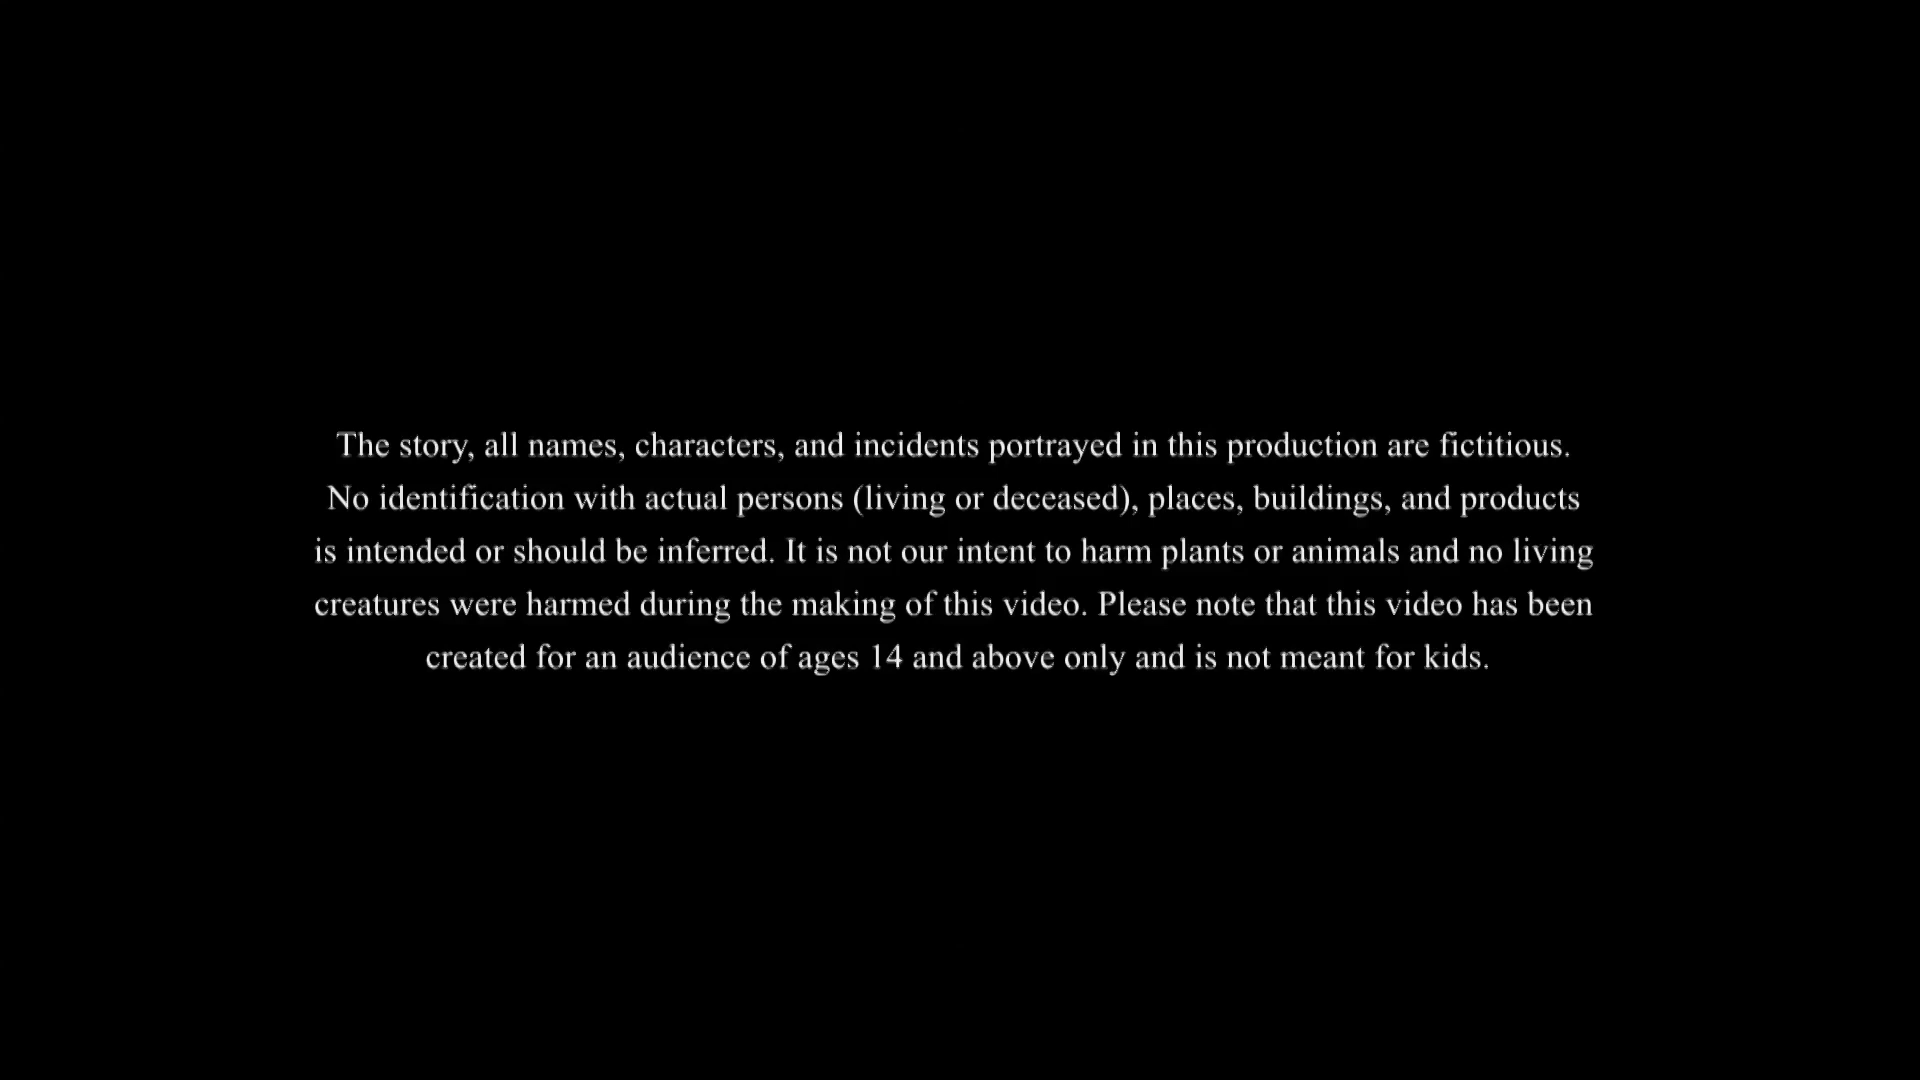 The story, all names, characters, and incidents portrayed in this production are fictitious.
No identification with actual persons (living or deceased), places, buildings, and products
is intended or should be inferred. It is not our intent to harm plants or animals and no living
creatures were harmed during the making of this video. Please note that this video has been
created for an audience of ages 14 and above only and is not meant for kids.